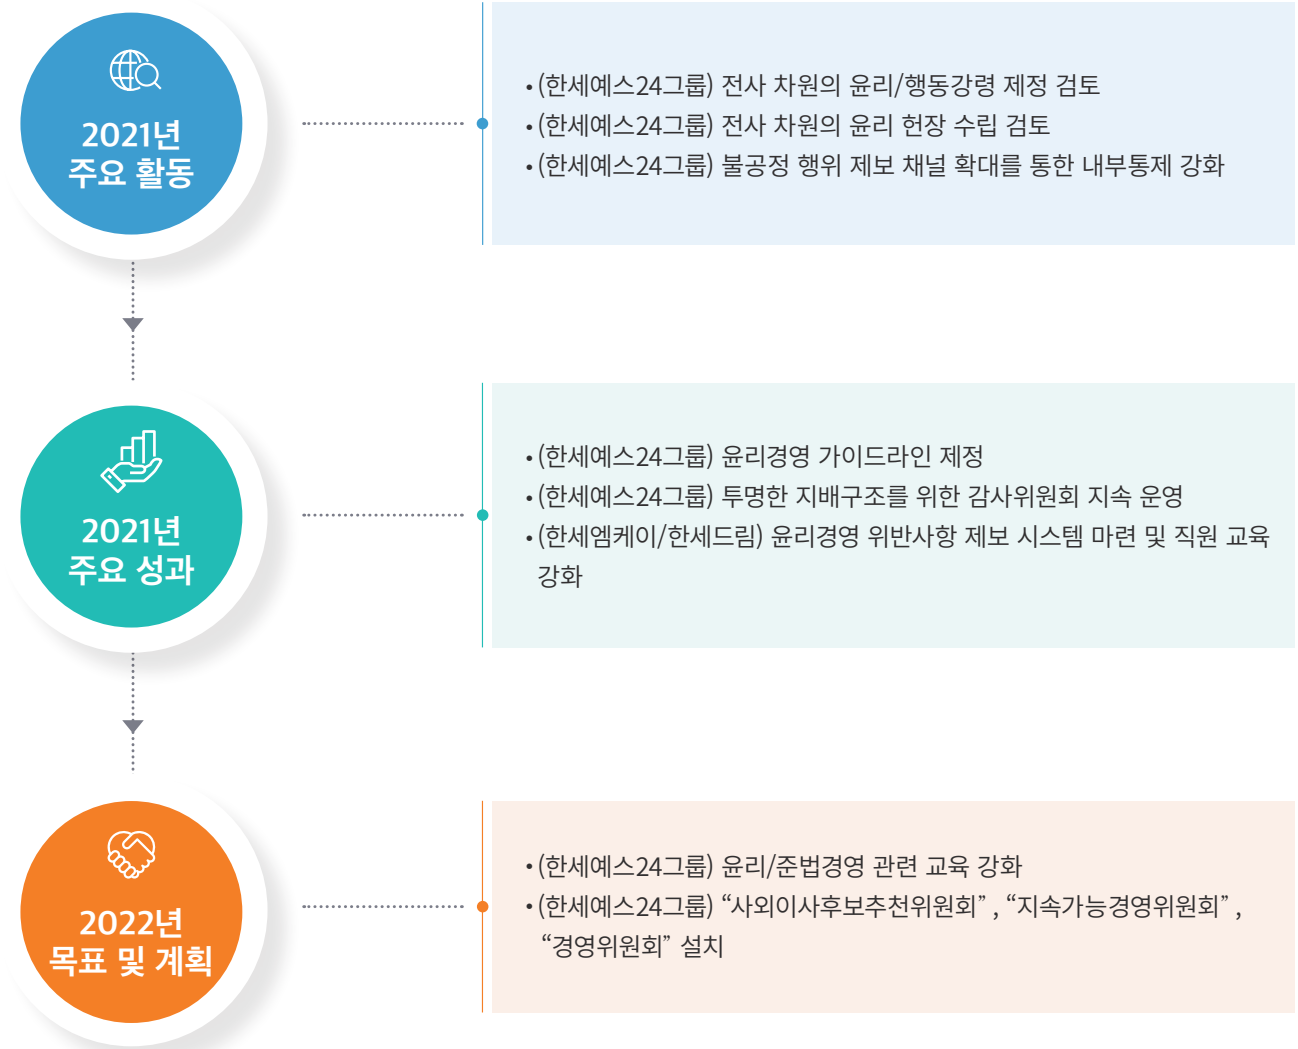 2021년
주요 활동
• (한세예스24그룹) 전사 차원의 윤리/행동강령 제정 검토
• (한세예스24그룹) 전사 차원의 윤리 헌장 수립 검토
• (한세예스24그룹) 불공정 행위 제보 채널 확대를 통한 내부통제 강화
2021년
주요 성과
• (한세예스24그룹) 윤리경영 가이드라인 제정
• (한세예스24그룹) 투명한 지배구조를 위한 감사위원회 지속 운영
• (한세엠케이/한세드림) 윤리경영 위반사항 제보 시스템 마련 및 직원 교육
강화
2022년
목표 및 계획
• (한세예스24그룹) 윤리/준법경영 관련 교육 강화
• (한세예스24그룹) “사외이사후보추천위원회” , “지속가능경영위원회” ,
“경영위원회” 설치